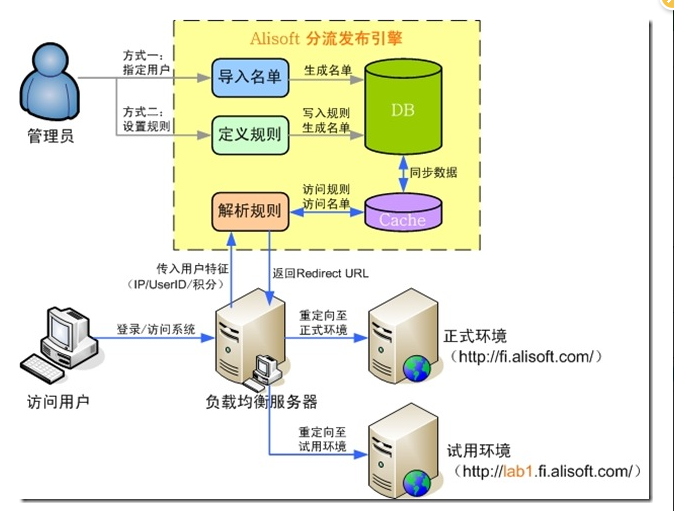 Alisoft 分流发布引擎
方式一：
指定用户
导入名单
生成名单
DB
管理员
方式二：
设置规则
定义规则
写入规则
生成名单
同步数据
解析规则
访问规则
访问名单
Cache
传入用户特征
（IP/UserID/积分）
返回Redirect URL
登录/访问系统
重定向至
正式环境
正式环境
（http://fi.alisoft.com/）
访问用户
负载均衡服务器
重定向至
试用环境
试用环境
（http://lab1.fi.alisoft.com/）